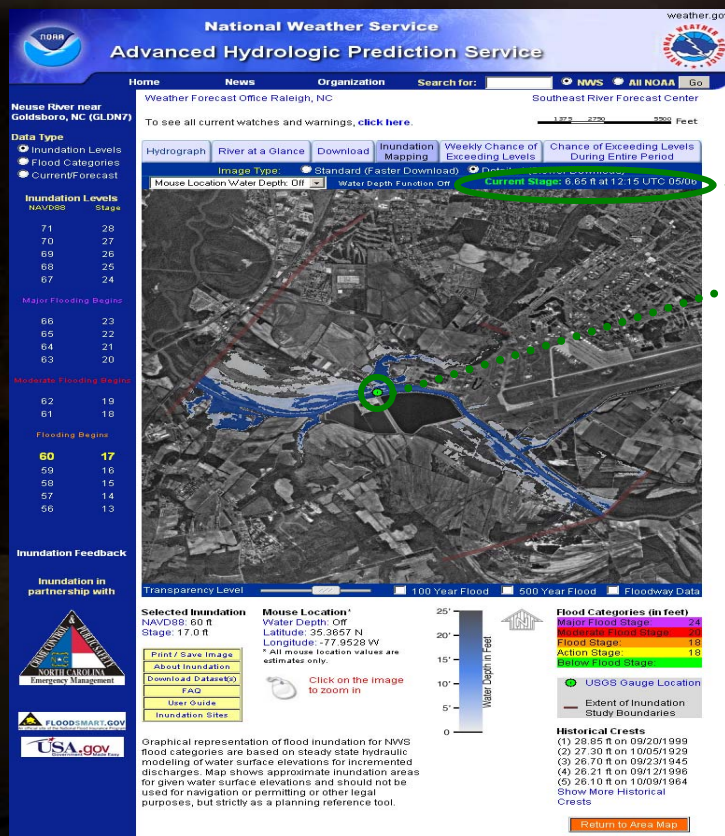 weather.gov
NOAA
National Weather Service
Advanced Hydrologic Prediction Service
Home News Organization Search for: NWS All NOAA Go
Neuse River near
Goldsboro, NC (GLDN7)
Data Type
Inundation Levels
Flood Categories
Current/Forecast
Inundation Levels
NAVD88 Stage
71 28
70 27
69 26
68 25
67 24
Major Flooding Begins
66 23
65 22
64 21
63 20
Moderate Flooding Begins
62 19
61 18
Flooding Begins
60 17
59 16
58 15
57 14
56 13
Inundation Feedback
Inundation in
partnership with
CRIME CONTROL & PUBLIC SAFETY
NORTH CAROLINA
Emergency Management
FLOODSMART.GOV
USA.gov
Government Made Easy
Weather Forecast Office Raleigh, NC Southeast River Forecast Center
To see all current watches and warnings, click here.
1375 2750 5500 Feet
Hydrograph River at a Glance Download Inundation Mapping Weekly Chance of Exceeding Levels Chance of Exceeding Levels During Entire Period
Image Type: Standard (Faster Download)
Mouse Location Water Depth: Off Water Depth Function Off Current Stage: 6.65 ft at 12:15 UTC 05/06
Transparency Level 100 Year Flood 500 Year Flood Floodway Data
Selected Inundation
NAVD88: 60 ft
Stage: 17.0 ft
Print / Save Image
About Inundation
Download Dataset(s)
FAQ
User Guide
Inundation Sites
Mouse Location*
Water Depth: Off
Latitude: 35.3657 N
Longitude: -77.9528 W
* All mouse location values are
estimates only.
Click on the image
to zoom in
25'
20'
15'
10'
5'
0
Water Depth in Feet
Flood Categories (in feet)
Major Flood Stage: 24
Moderate Flood Stage: 20
Flood Stage: 18
Action Stage: 18
Below Flood Stage:
USGS Gauge Location
Extent of Inundation
Study Boundaries
Historical Crests
(1) 28.85 ft on 09/20/1999
(2) 27.30 ft on 10/05/1929
(3) 26.70 ft on 09/23/1945
(4) 26.21 ft on 09/12/1996
(5) 26.10 ft on 10/09/1964
Show More Historical
Crests
Return to Area Map
Graphical representation of flood inundation for NWS
flood categories are based on steady state hydraulic
modeling of water surface elevations for incremented
discharges. Map shows approximate inundation areas
for given water surface elevations and should not be
used for navigation or permitting or other legal
purposes, but strictly as a planning reference tool.